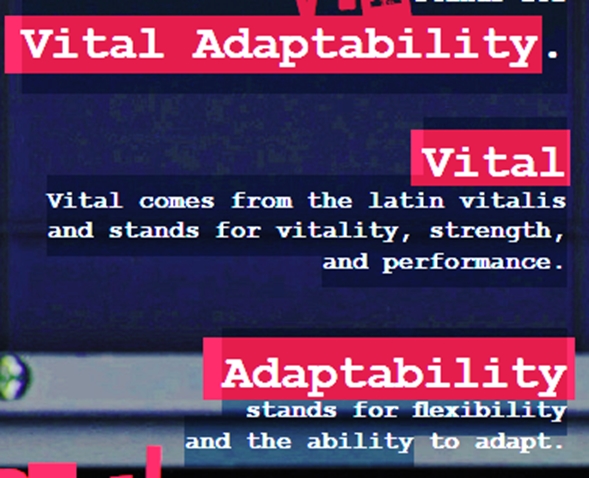 Vital Adaptability.
Vital
Vital comes from the latin vitalis
and stands for vitality, strength,
and performance.
Adaptability
stands for flexibility
and the ability to adapt.